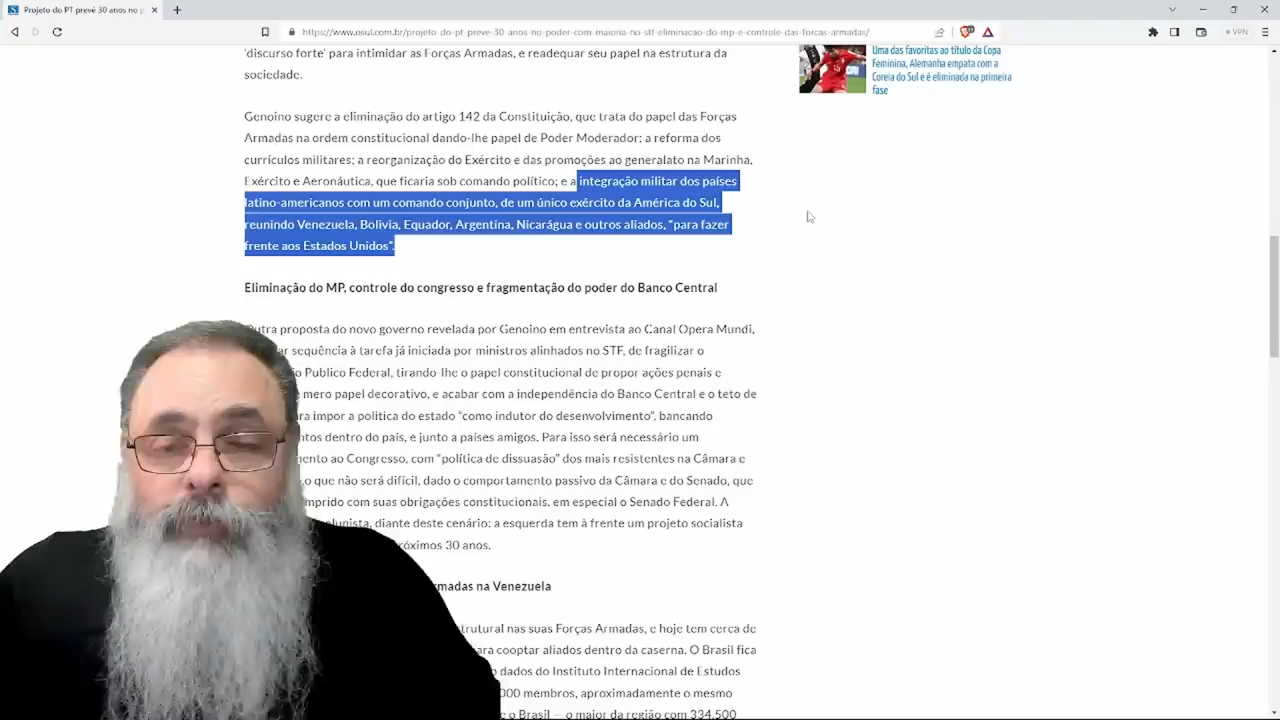 Projeto do PT prevê 30 anos no p
https://www.osul.com.br/projeto-do-pt-preve-30-anos-no-poder-com-maioria-no-stf-eliminacao-do-mp-e-controle-das-forcas-armadas/
VPN
'discurso forte' para intimidar as Forças Armadas, e readequar seu papel na estrutura da
sociedade.
Genoino sugere a eliminação do artigo 142 da Constituição, que trata do papel das Forças
Armadas na ordem constitucional dando-lhe papel de Poder Moderador; a reforma dos
currículos militares; a reorganização do Exército e das promoções ao generalato na Marinha,
Exército e Aeronáutica, que ficaria sob comando político; e a integração militar dos países
latino-americanos com um comando conjunto, de um único exército da América do Sul,
reunindo Venezuela, Bolivia, Equador, Argentina, Nicarágua e outros aliados, "para fazer
frente aos Estados Unidos".
Eliminação do MP, controle do congresso e fragmentação do poder do Banco Central
utra proposta do novo governo revelada por Genoino em entrevista ao Canal Opera Mundi,
ar sequência à tarefa já iniciada por ministros alinhados no STF, de fragilizar o
o Publico Federal, tirando-lhe o papel constitucional de propor ações penais e
mero papel decorativo, e acabar com a independência do Banco Central e o teto de
ra impor a política do estado "como indutor do desenvolvimento", bancando
ntos dentro do país, e junto a países amigos. Para isso será necessário um
mento ao Congresso, com "política de dissuasão" dos mais resistentes na Câmara e
,o que não será difícil, dado o comportamento passivo da Câmara e do Senado, que
mprido com suas obrigações constitucionais, em especial o Senado Federal. A
lunista, diante deste cenário: a esquerda tem à frente um projeto socialista
róximos 30 anos.
rmadas na Venezuela
trutural nas suas Forças Armadas, e hoje tem cerca de
para cooptar aliados dentro da caserna. O Brasil fica
o dados do Instituto Internacional de Estudos
000 membros, aproximadamente o mesmo
e o Brasil — o maior da região com 334.500
Uma das favoritas ao título da Copa
Feminina, Alemanha empata com a
Coreia do Sul e é eliminada na primeira
fase